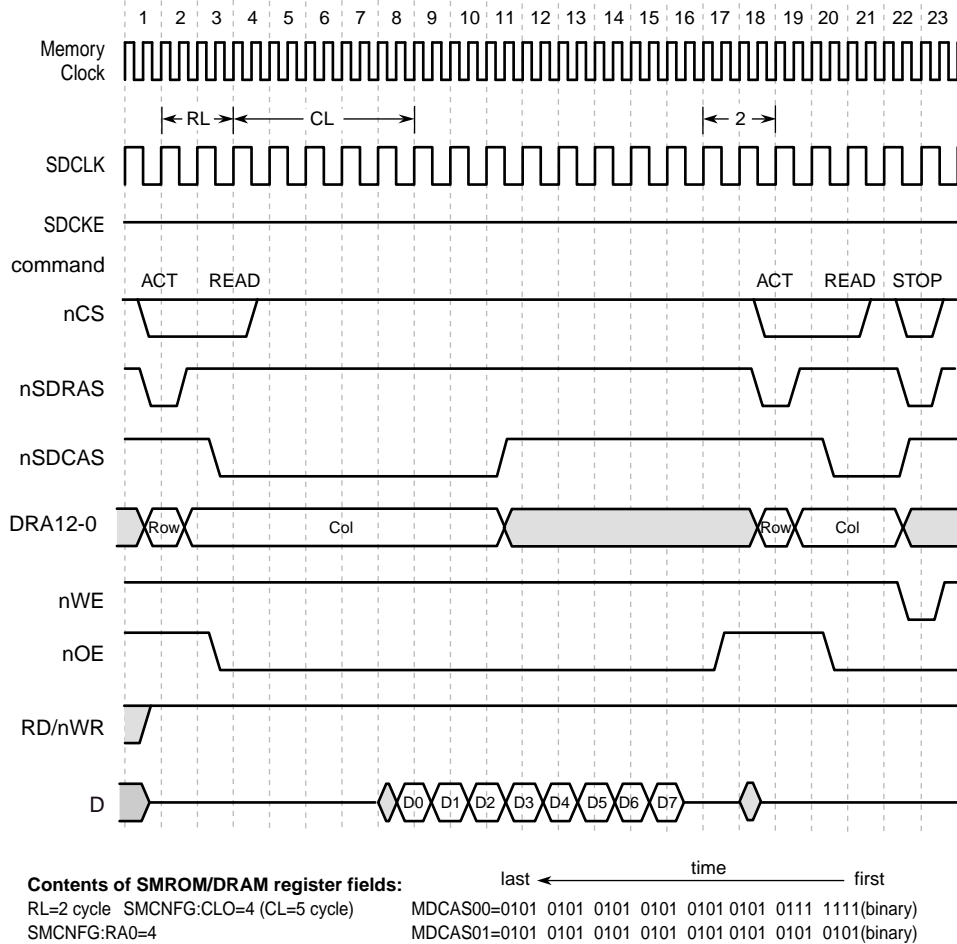 1 2 3 4 5 6 7 8 9 10 11 12 13 14 15 16 17 18 19 20 21 22 23
Memory
Clock
RL CL 2
SDCLK
SDCKE
command
ACT READ ACT READ STOP
nCS
nSDRAS
nSDCAS
DRA12-0 Row Col Row Col
nWE
nOE
RD/nWR
D D0 D1 D2 D3 D4 D5 D6 D7
last time first
Contents of SMROM/DRAM register fields:
RL=2 cycle SMCNFG:CLO=4 (CL=5 cycle) MDCAS00=0101 0101 0101 0101 0101 0101 0111 1111(binary)
SMCNFG:RA0=4 MDCAS01=0101 0101 0101 0101 0101 0101 0101 0101(binary)